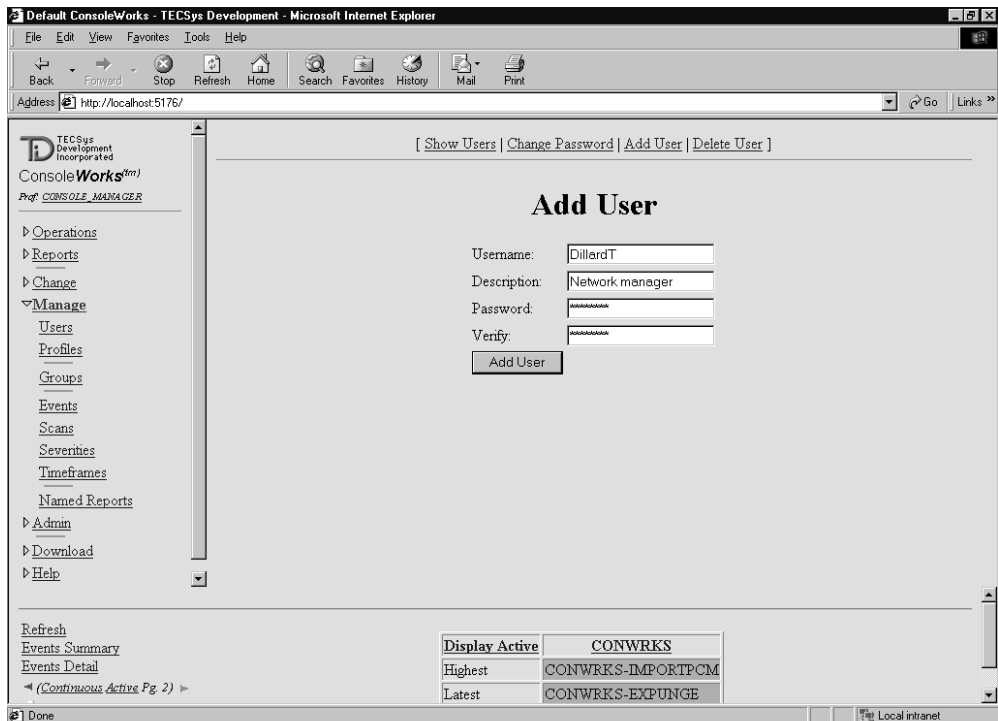 Default ConsoleWorks - TECSys Development - Microsoft Internet Explorer
File Edit View Favorites Tools Help
Back Forward Stop Refresh Home Search Favorites History Mail Print
Address http://localhost:5176/ Go Links »
TECSys
Development
Incorporated
ConsoleWorks(tm)
Prof: CONSOLE_MANAGER
Operations
Reports
Change
Manage
Users
Profiles
Groups
Events
Scans
Severities
Timeframes
Named Reports
Admin
Download
Help
[ Show Users | Change Password | Add User | Delete User ]
Add User
Username: DillardT
Description: Network manager
Password: ********
Verify: ********
Add User
Refresh
Events Summary
Events Detail
(Continuous Active Pg. 2)
Display Active CONWRKS
Highest CONWRKS-IMPORTPCM
Latest CONWRKS-EXPUNGE
Done Local intranet